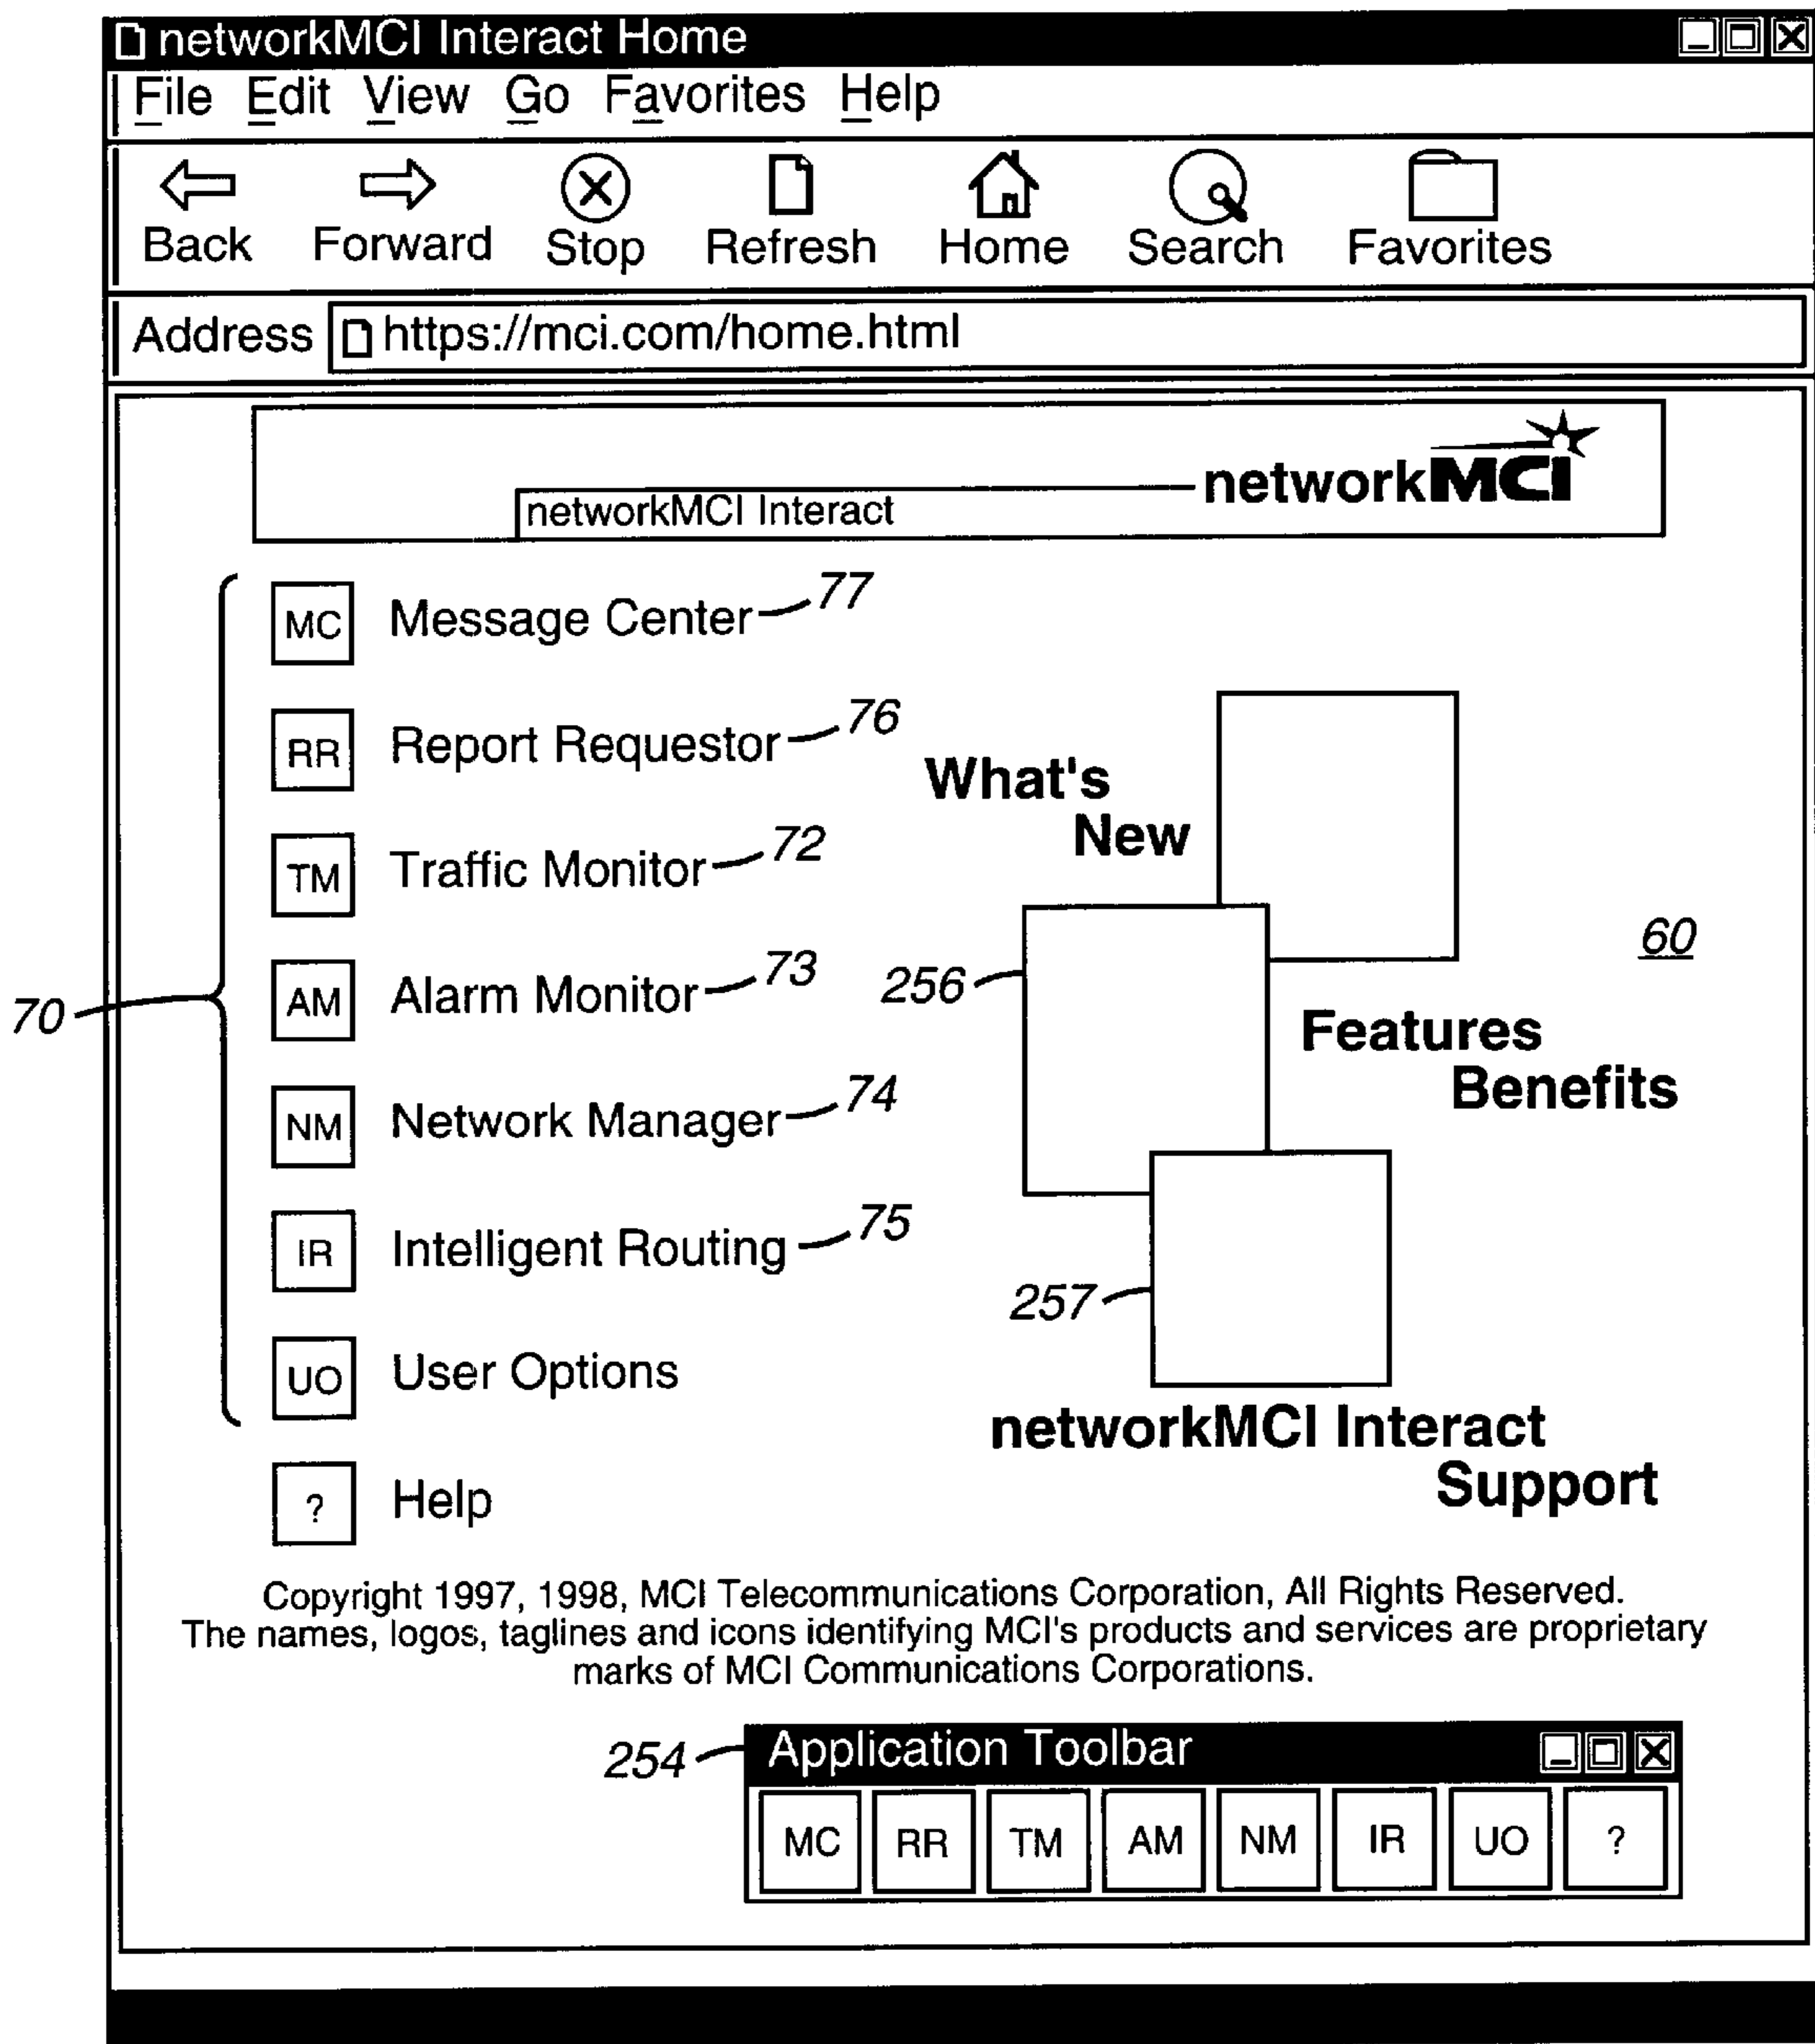 networkMCI Interact Home
File Edit View Go Favorites Help
Back Forward Stop Refresh Home Search Favorites
Address https://mci.com/home.html
networkMCI
networkMCI Interact
MC Message Center 77
RR Report Requestor 76
What's
New
TM Traffic Monitor 72
60
AM Alarm Monitor 73
256
70
Features
Benefits
NM Network Manager 74
IR Intelligent Routing 75
257
UO User Options
networkMCI Interact
Support
? Help
Copyright 1997, 1998, MCI Telecommunications Corporation, All Rights Reserved.
The names, logos, taglines and icons identifying MCI's products and services are proprietary
marks of MCI Communications Corporations.
254
Application Toolbar
MC RR TM AM NM IR UO ?